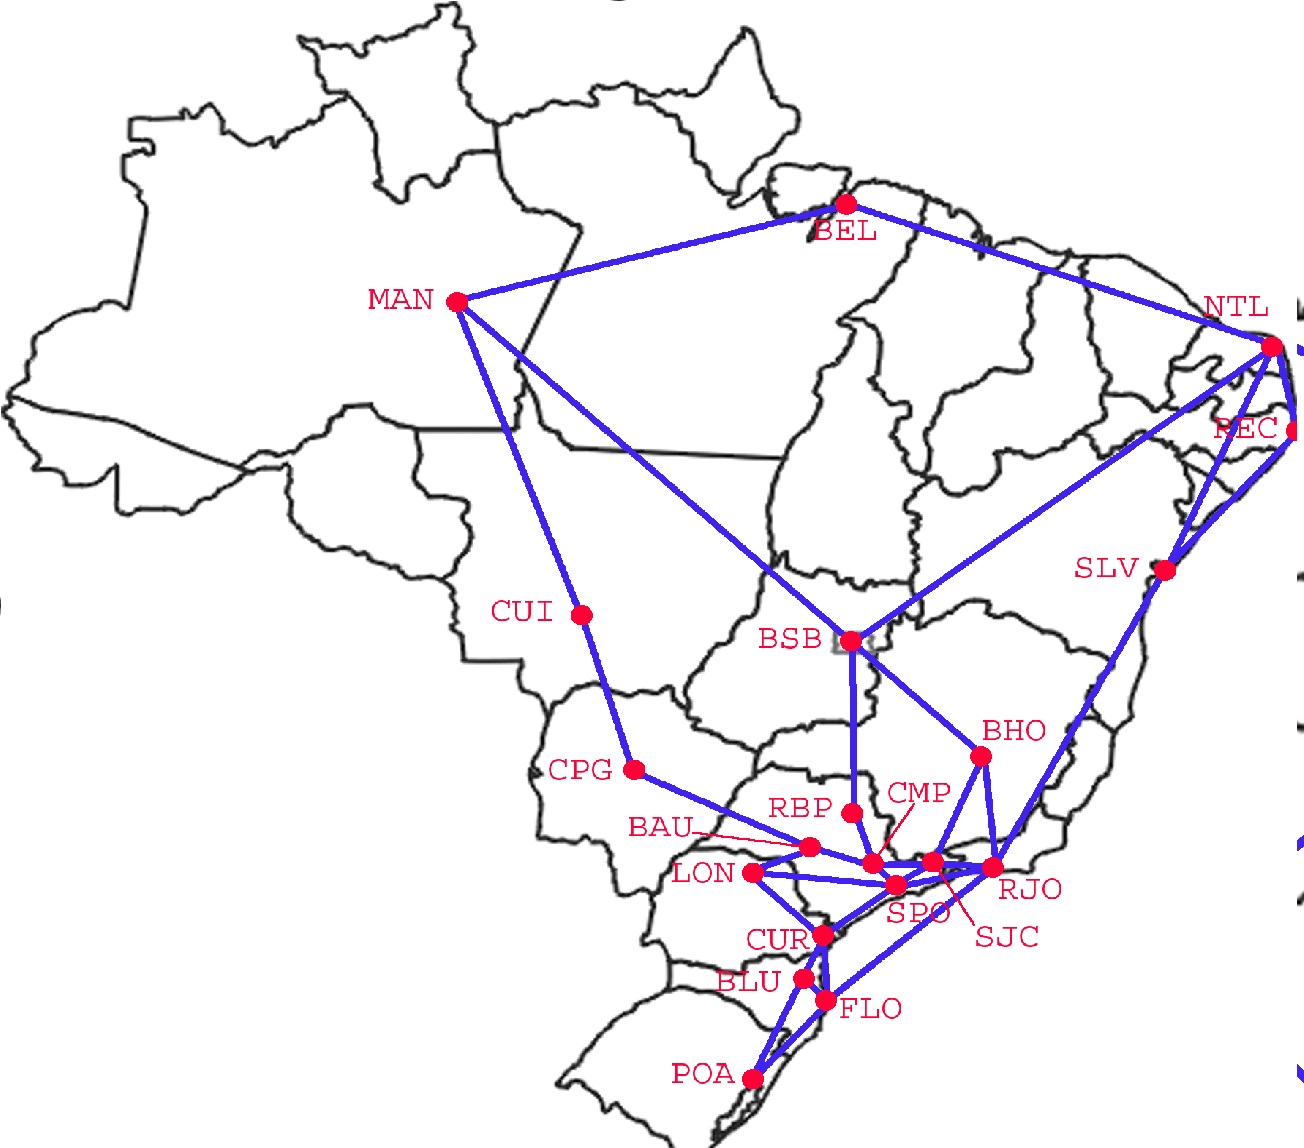 BEL
MAN
NTL
REC
SLV
CUI
BSB
BHO
CPG
RBP
CMP
BAU
LON
RJO
SPO
SJC
CUR
BLU
FLO
POA